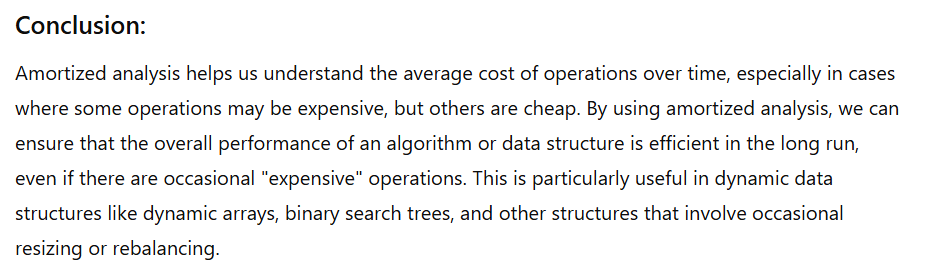 Conclusion:
Amortized analysis helps us understand the average cost of operations over time, especially in cases
where some operations may be expensive, but others are cheap. By using amortized analysis, we can
ensure that the overall performance of an algorithm or data structure is efficient in the long run,
even if there are occasional "expensive" operations. This is particularly useful in dynamic data
structures like dynamic arrays, binary search trees, and other structures that involve occasional
resizing or rebalancing.